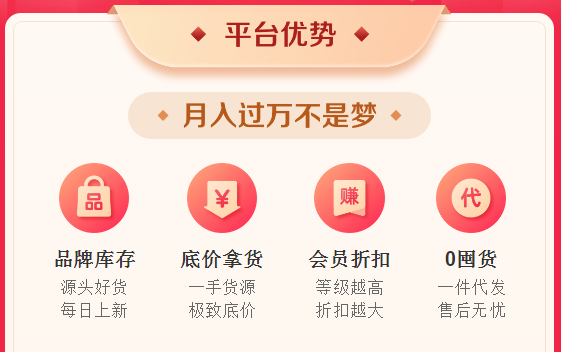 平台优势
月入过万不是梦
品 ¥ 赚 代
品牌库存 底价拿货 会员折扣 0囤货
源头好货 一手货源 等级越高 一件代发
每日上新 极致底价 折扣越大 售后无忧